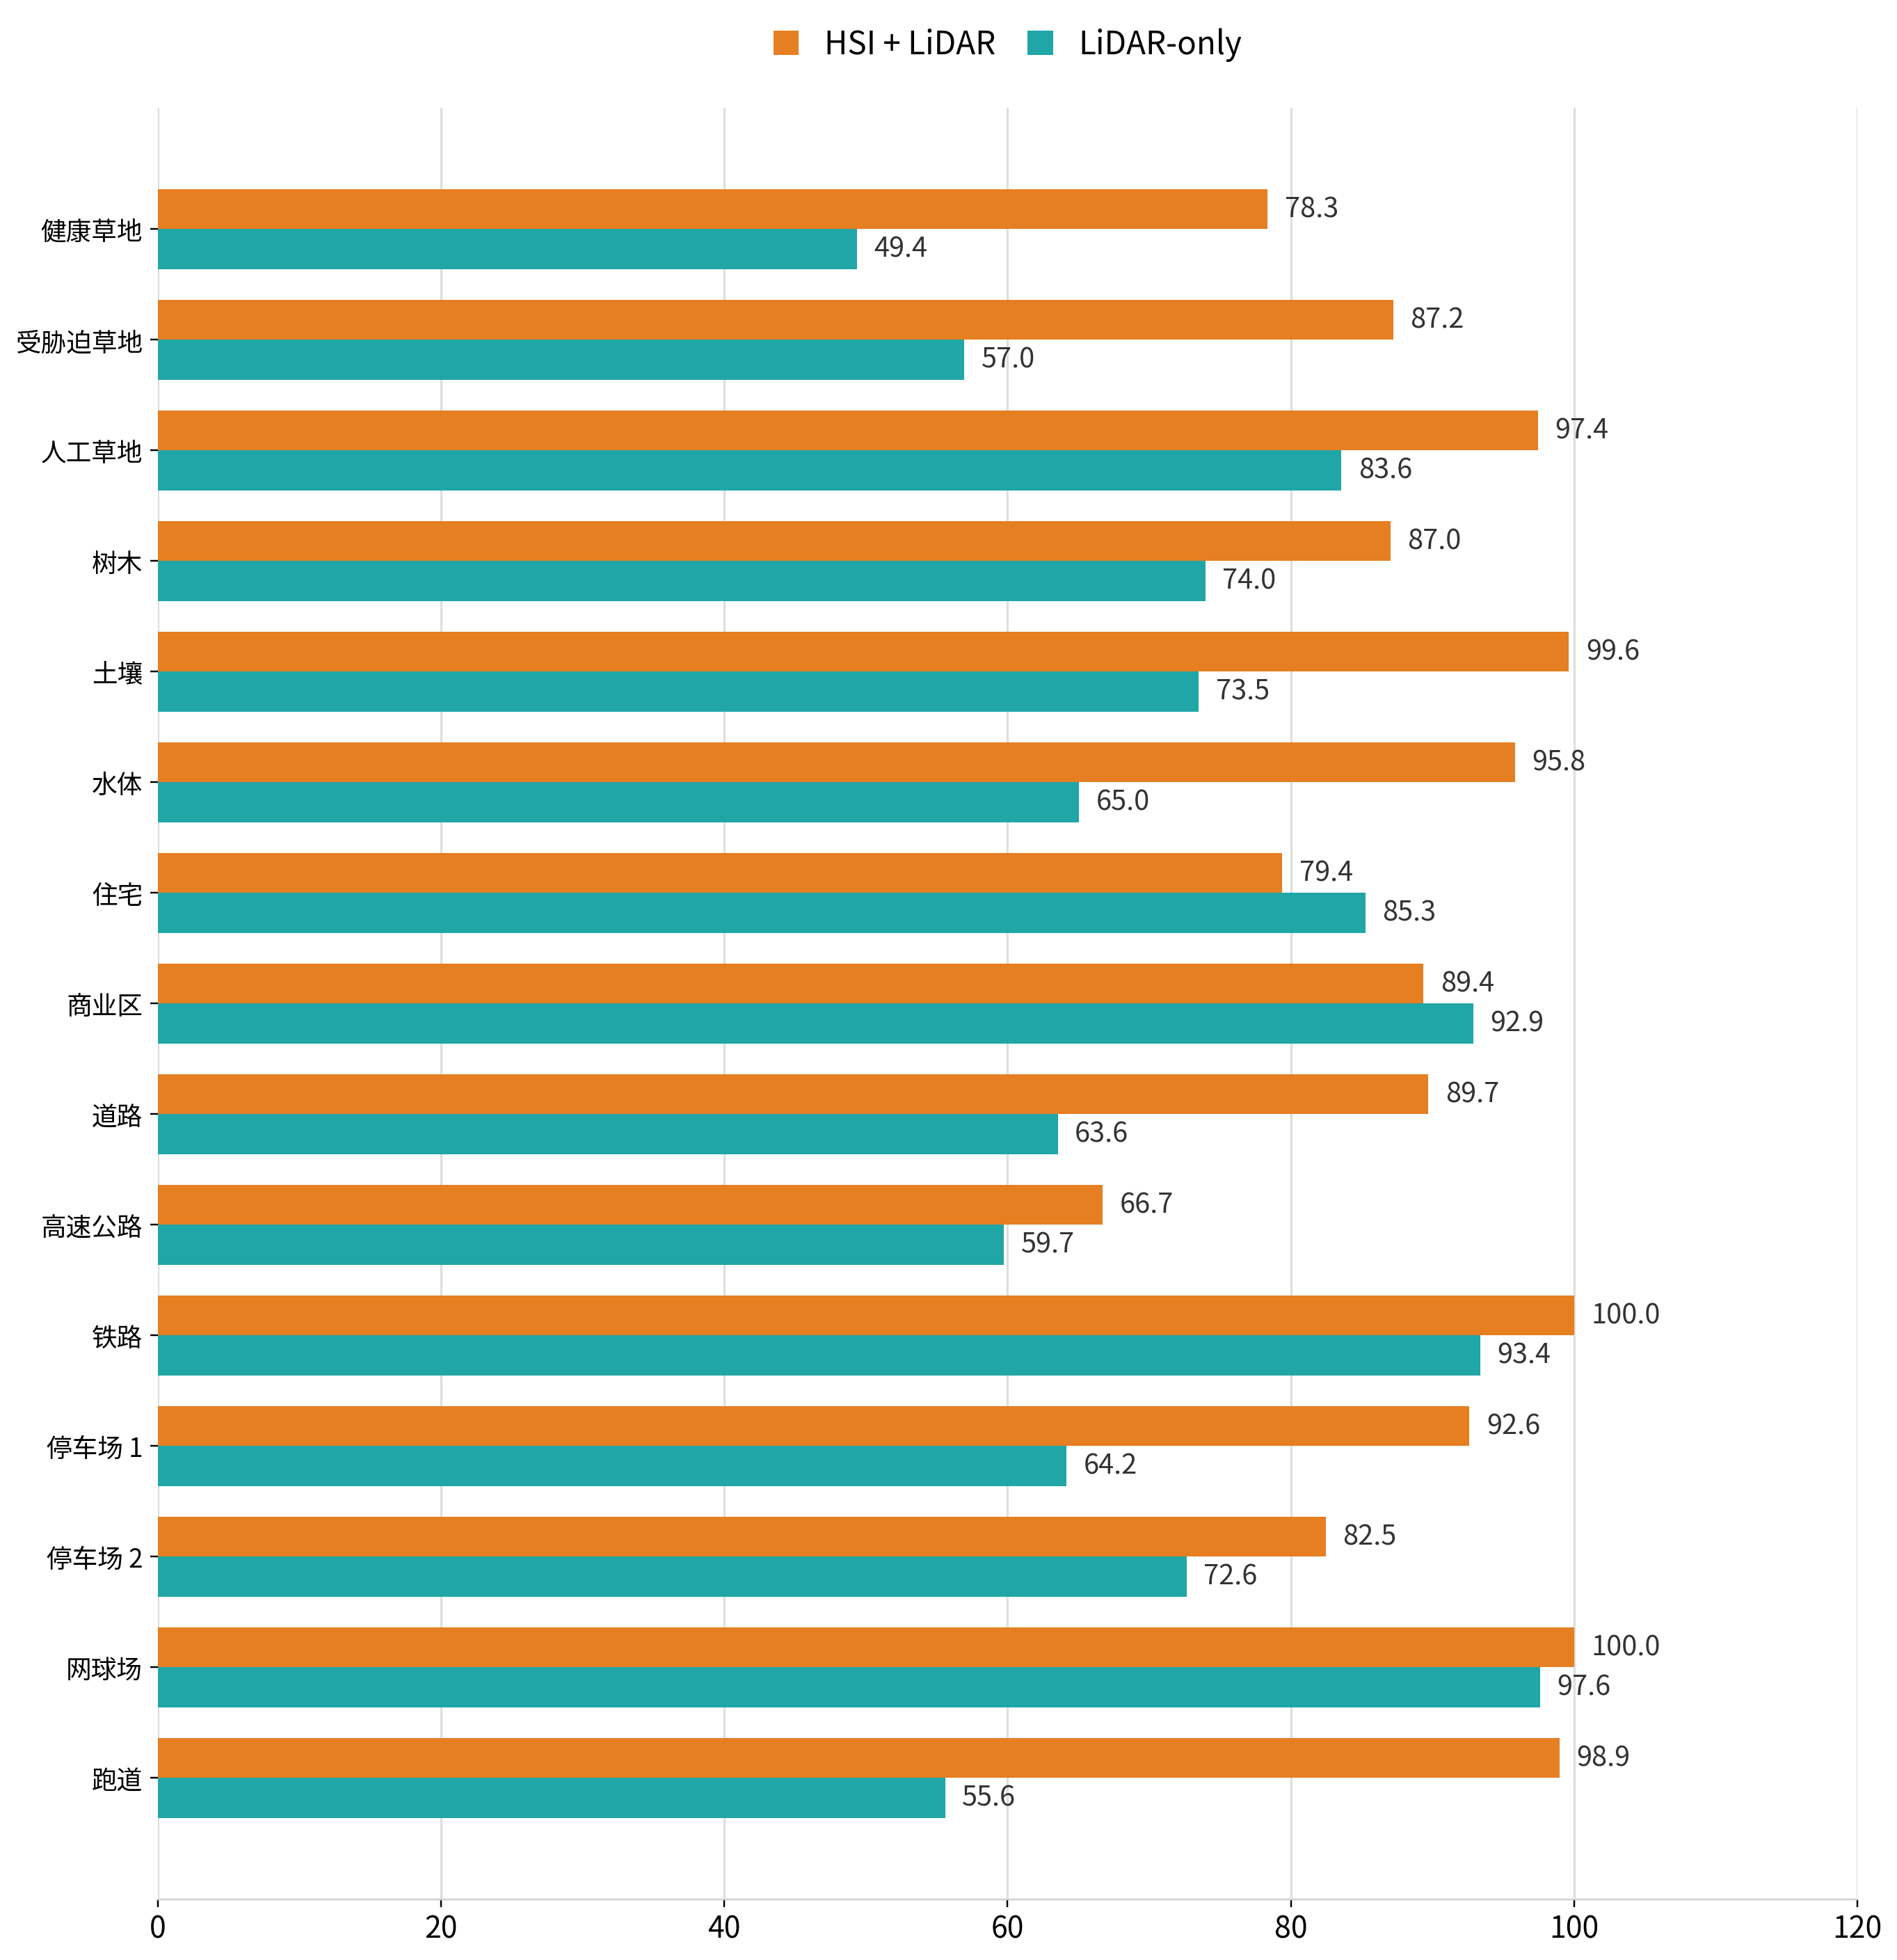 HSI + LiDAR LiDAR-only
健康草地 78.3
49.4
受胁迫草地 87.2
57.0
人工草地 97.4
83.6
树木 87.0
74.0
土壤 99.6
73.5
水体 95.8
65.0
住宅 79.4
85.3
商业区 89.4
92.9
道路 89.7
63.6
高速公路 66.7
59.7
铁路 100.0
93.4
停车场 1 92.6
64.2
停车场 2 82.5
72.6
网球场 100.0
97.6
跑道 98.9
55.6
0 20 40 60 80 100 120